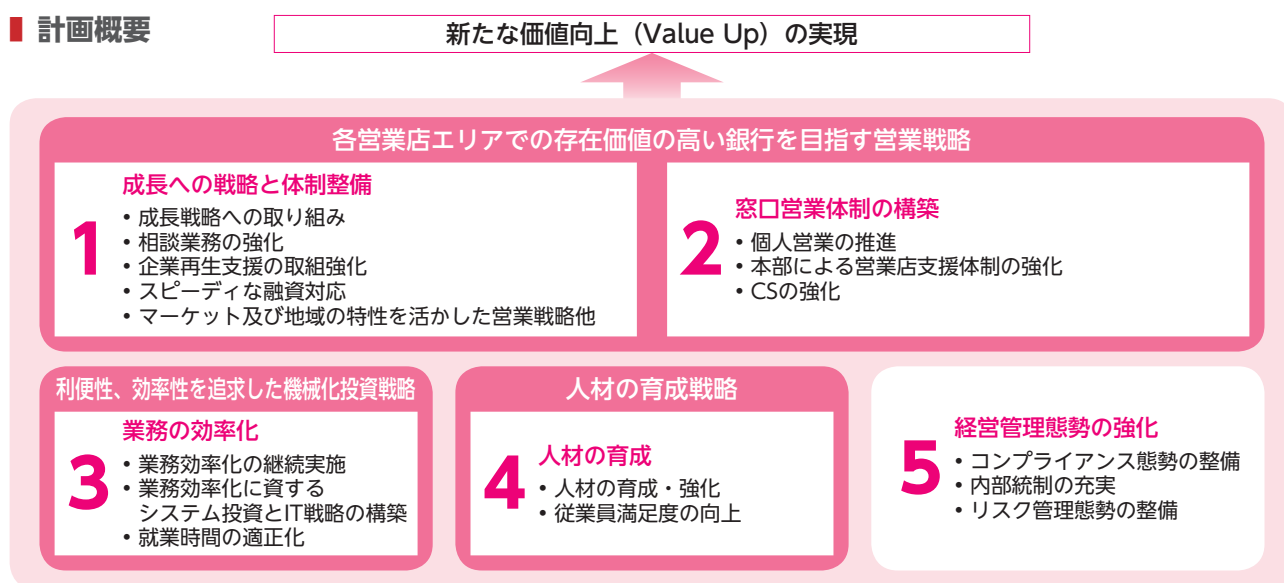 計画概要
新たな価値向上（Value Up）の実現
各営業店エリアでの存在価値の高い銀行を目指す営業戦略
1
成長への戦略と体制整備
• 成長戦略への取り組み
• 相談業務の強化
• 企業再生支援の取組強化
• スピーディな融資対応
• マーケット及び地域の特性を活かした営業戦略他
2
窓口営業体制の構築
• 個人営業の推進
• 本部による営業店支援体制の強化
• CSの強化
利便性、効率性を追求した機械化投資戦略
3
業務の効率化
• 業務効率化の継続実施
• 業務効率化に資する
システム投資とIT戦略の構築
• 就業時間の適正化
人材の育成戦略
4
人材の育成
• 人材の育成・強化
• 従業員満足度の向上
5
経営管理態勢の強化
• コンプライアンス態勢の整備
• 内部統制の充実
• リスク管理態勢の整備